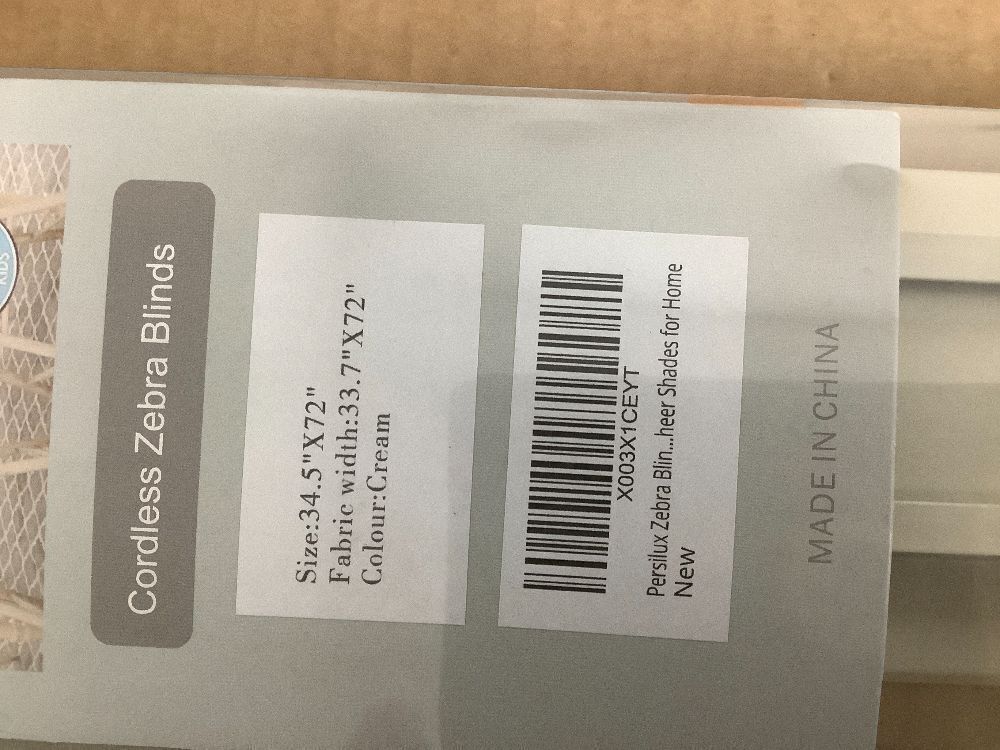 KIDS
Cordless Zebra Blinds
Size:34.5"X72"
Fabric width:33.7"X72"
Colour:Cream
X003X1CEYT
Persilux Zebra Blin...heer Shades for Home
New
MADE IN CHINA